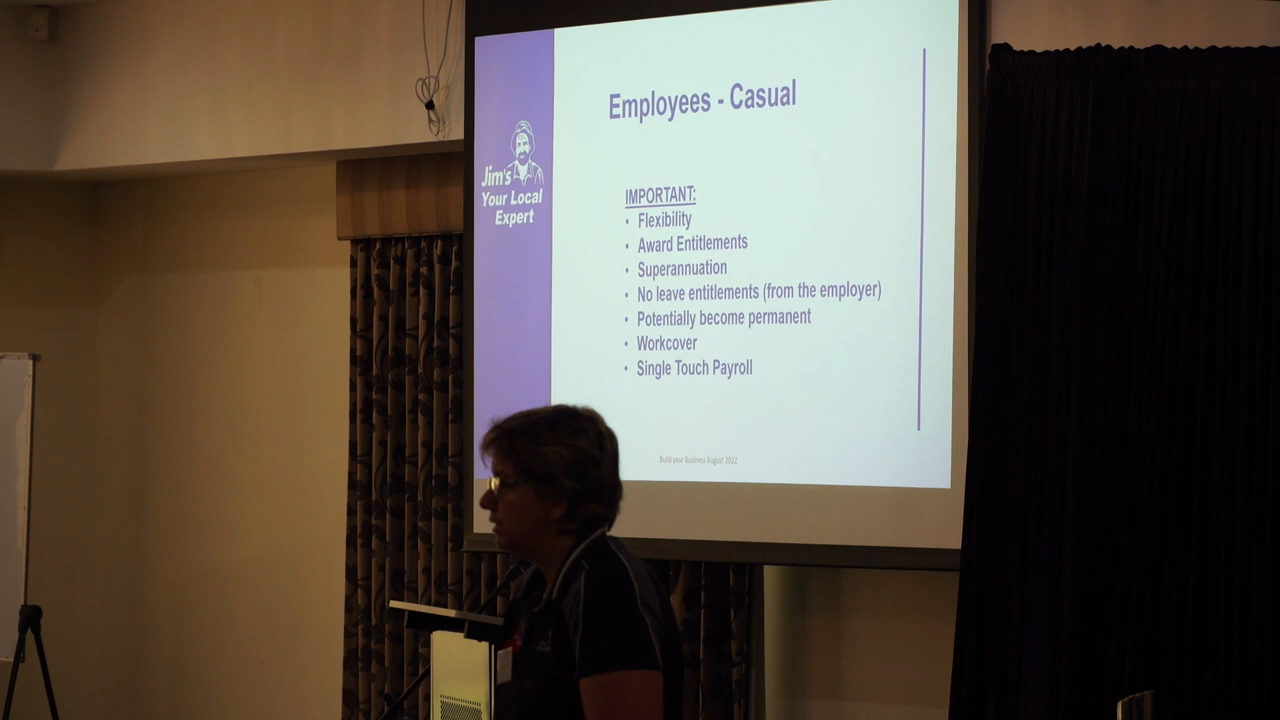 Employees - Casual
Jim's
Your Local
Expert
IMPORTANT:
• Flexibility
• Award Entitlements
• Superannuation
• No leave entitlements (from the employer)
• Potentially become permanent
• Workcover
• Single Touch Payroll
Build your Business August 2022